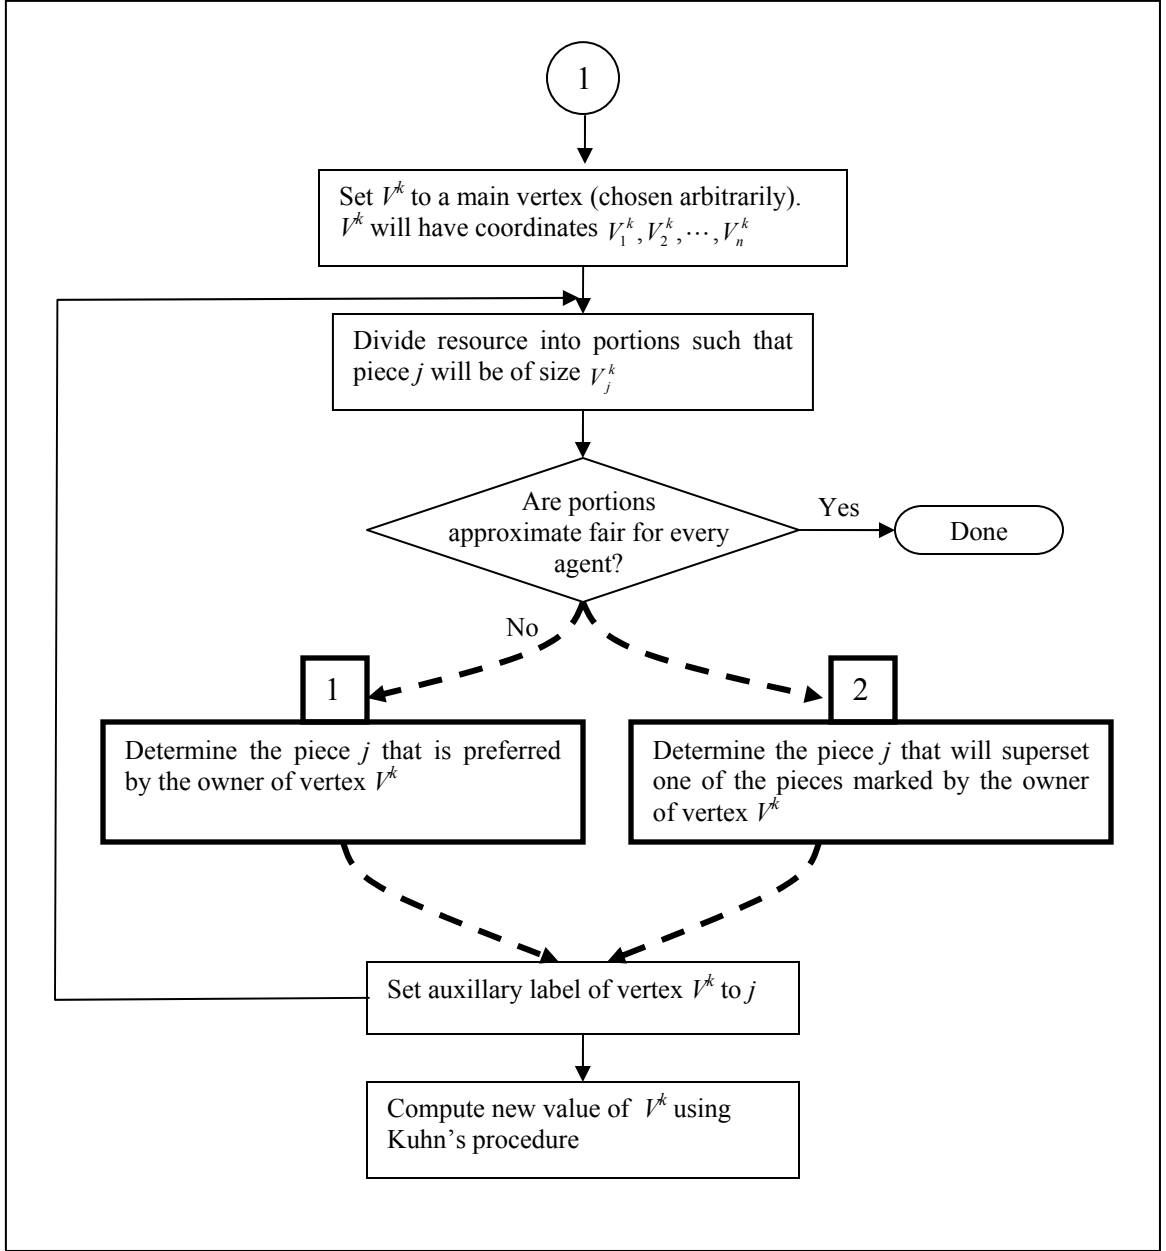 1
Set V^k to a main vertex (chosen arbitrarily).
V^k will have coordinates V_1^k, V_2^k, ⋯, V_n^k
Divide resource into portions such that
piece j will be of size V_j^k
Are portions
approximate fair for every
agent?
Yes
Done
No
1
Determine the piece j that is preferred
by the owner of vertex V^k
2
Determine the piece j that will superset
one of the pieces marked by the owner
of vertex V^k
Set auxillary label of vertex V^k to j
Compute new value of V^k using
Kuhn’s procedure